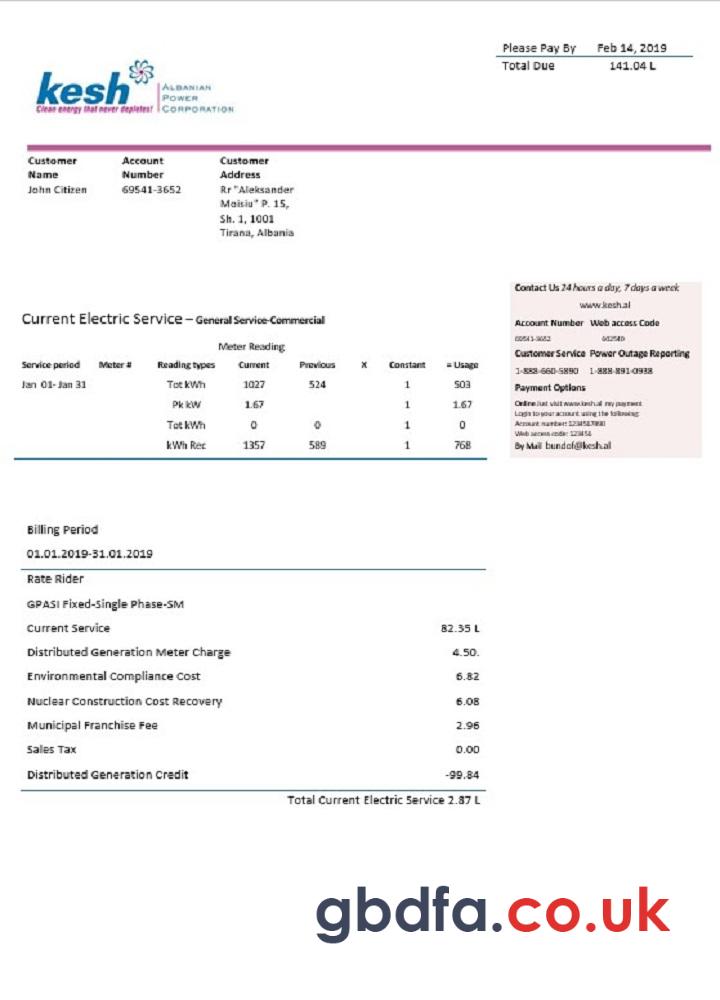 Please Pay By Feb 14, 2019
Total Due 141.04 L
kesh
Clean energy that never depletes!
ALBANIAN
POWER
CORPORATION
Customer Account Customer
Name Number Address
John Citizen 69541-3652 Rr "Aleksander
Moisiu" P. 15,
Sh. 1, 1001
Tirana, Albania
Contact Us 24 hours a day, 7 days a week
www.kesh.al
Account Number Web access Code
69541-3652
Customer Service Power Outage Reporting
1-888-660-5890 1-888-891-0938
Payment Options
Online Just visit www.kesh.al my payment
Login to your account using the following:
Account number: 1234567890
Web access code: 123456
By Mail bundof@kesh.al
Current Electric Service – General Service-Commercial
Meter Reading
Service period Meter # Reading types Current Previous X Constant = Usage
Jan 01- Jan 31 Tot kWh 1027 524 1 503
Pk kW 1.67 1 1.67
Tot kWh 0 0 1 0
kWh Rec 1357 589 1 768
Billing Period
01.01.2019-31.01.2019
Rate Rider
GPASI Fixed-Single Phase-SM
Current Service 82.35 L
Distributed Generation Meter Charge 4.50.
Environmental Compliance Cost 6.82
Nuclear Construction Cost Recovery 6.08
Municipal Franchise Fee 2.96
Sales Tax 0.00
Distributed Generation Credit -99.84
Total Current Electric Service 2.87 L
gbdfa.co.uk